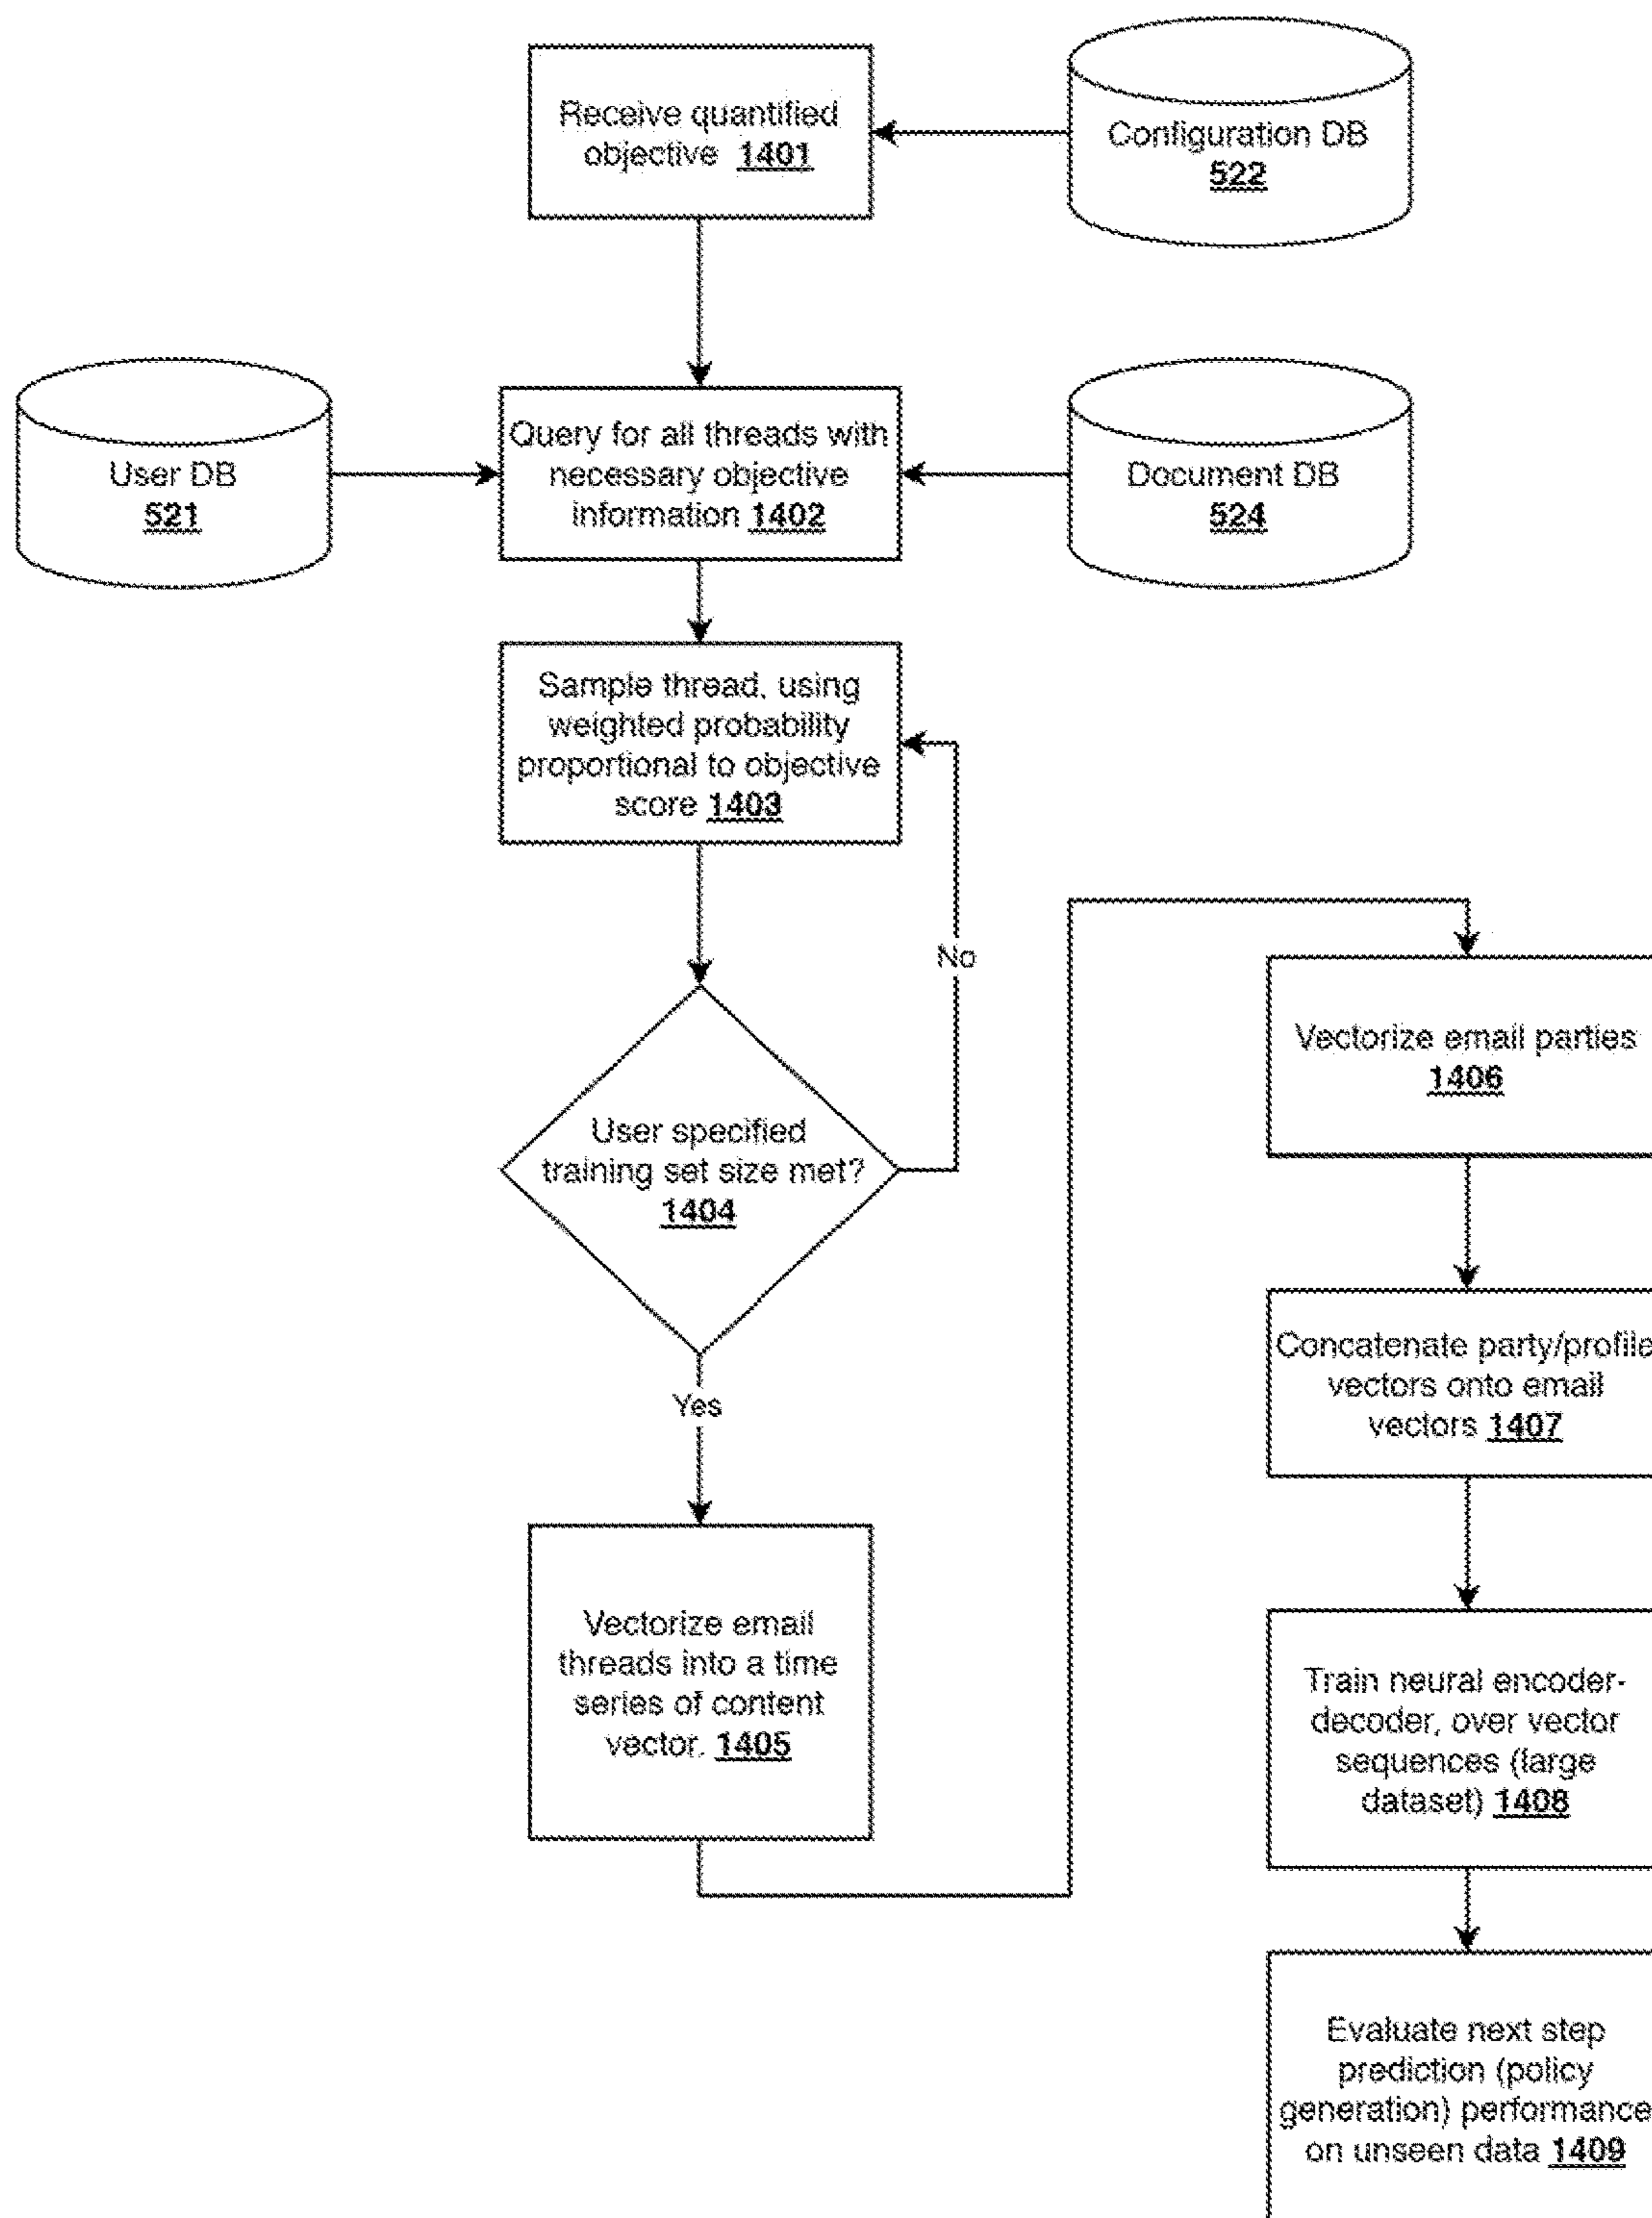 Receive quantified
objective 1401
Configuration DB
522
User DB
521
Query for all threads with
necessary objective
information 1402
Document DB
524
Sample thread, using
weighted probability
proportional to objective
score 1403
No
User specified
training set size met?
1404
Yes
Vectorize email
threads into a time
series of content
vector. 1405
Vectorize email parties
1406
Concatenate party/profile
vectors onto email
vectors 1407
Train neural encoder-
decoder, over vector
sequences (large
dataset) 1408
Evaluate next step
prediction (policy
generation) performance
on unseen data 1409